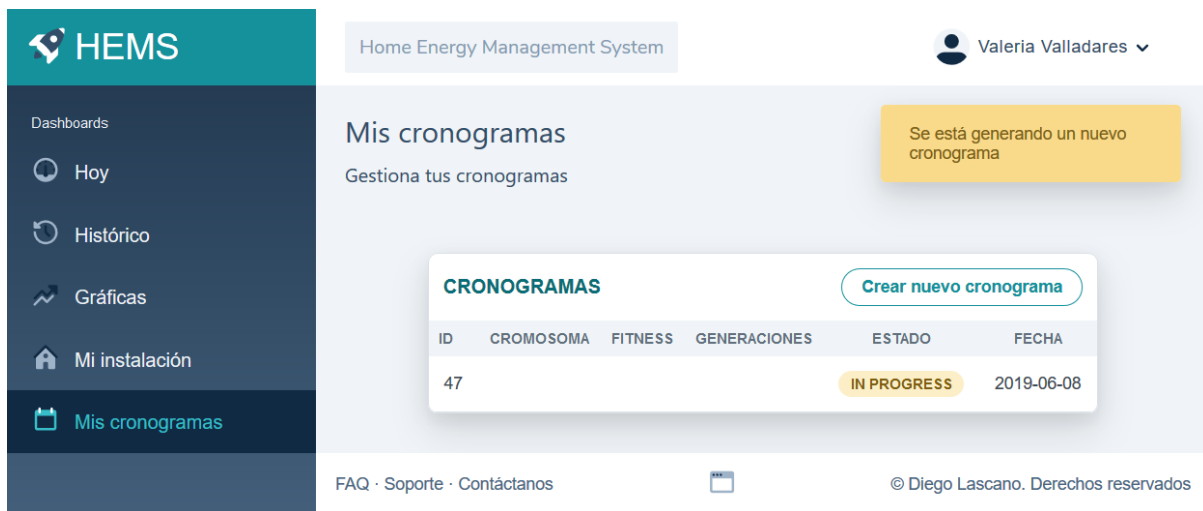 HEMS
Home Energy Management System
Valeria Valladares
Dashboards
Hoy
Histórico
Gráficas
Mi instalación
Mis cronogramas
Mis cronogramas
Gestiona tus cronogramas
Se está generando un nuevo
cronograma
CRONOGRAMAS
Crear nuevo cronograma
ID CROMOSOMA FITNESS GENERACIONES ESTADO FECHA
47 IN PROGRESS 2019-06-08
FAQ · Soporte · Contáctanos
© Diego Lascano. Derechos reservados